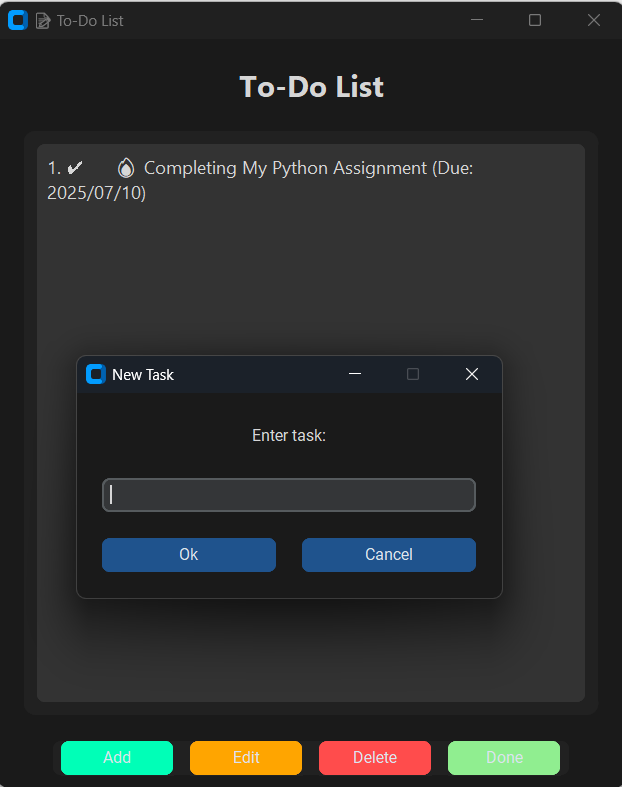 To-Do List
To-Do List
1. ✔ 🔥 Completing My Python Assignment (Due:
2025/07/10)
New Task
Enter task:
Ok Cancel
Add Edit Delete Done